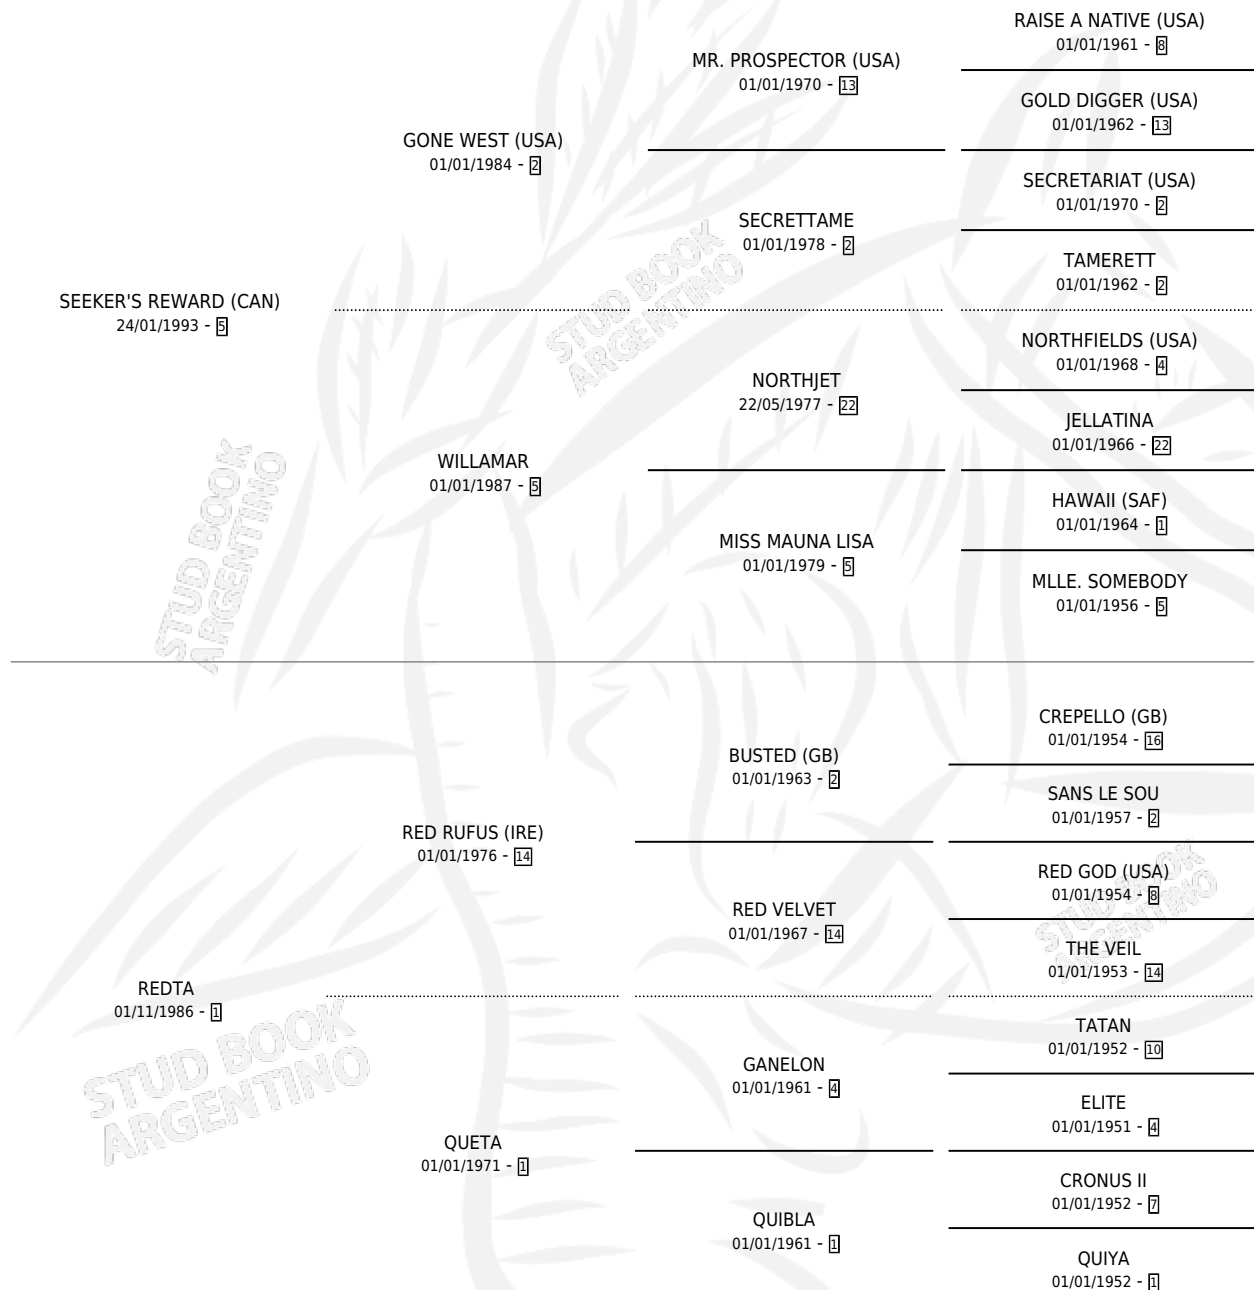 RAISE A NATIVE (USA)
01/01/1961 - 8
MR. PROSPECTOR (USA)
01/01/1970 - 13
GOLD DIGGER (USA)
01/01/1962 - 13
GONE WEST (USA)
01/01/1984 - 2
SECRETARIAT (USA)
01/01/1970 - 2
SECRETTAME
01/01/1978 - 2
TAMERETT
01/01/1962 - 2
SEEKER'S REWARD (CAN)
24/01/1993 - 5
NORTHFIELDS (USA)
01/01/1968 - 4
NORTHJET
22/05/1977 - 22
JELLATINA
01/01/1966 - 22
WILLAMAR
01/01/1987 - 5
HAWAII (SAF)
01/01/1964 - 1
MISS MAUNA LISA
01/01/1979 - 5
MLLE. SOMEBODY
01/01/1956 - 5
CREPELLO (GB)
01/01/1954 - 16
BUSTED (GB)
01/01/1963 - 2
SANS LE SOU
01/01/1957 - 2
RED RUFUS (IRE)
01/01/1976 - 14
RED GOD (USA)
01/01/1954 - 8
RED VELVET
01/01/1967 - 14
THE VEIL
01/01/1953 - 14
REDTA
01/11/1986 - 1
TATAN
01/01/1952 - 10
GANELON
01/01/1961 - 4
ELITE
01/01/1951 - 4
QUETA
01/01/1971 - 1
CRONUS II
01/01/1952 - 7
QUIBLA
01/01/1961 - 1
QUIYA
01/01/1952 - 1
STUD BOOK
ARGENTINO
STUD BOOK
ARGENTINO
STUD BOOK
ARGENTINO
STUD BOOK
ARGENTINO